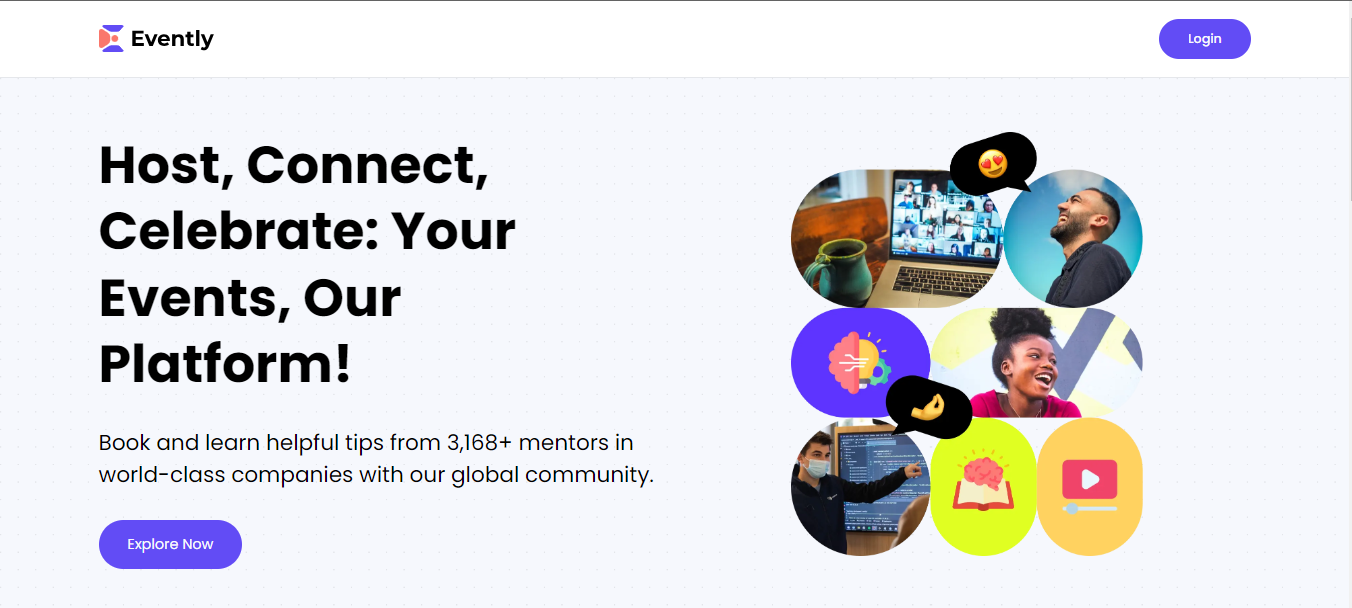 Evently
Login
Host, Connect,
Celebrate: Your
Events, Our
Platform!
Book and learn helpful tips from 3,168+ mentors in
world-class companies with our global community.
Explore Now